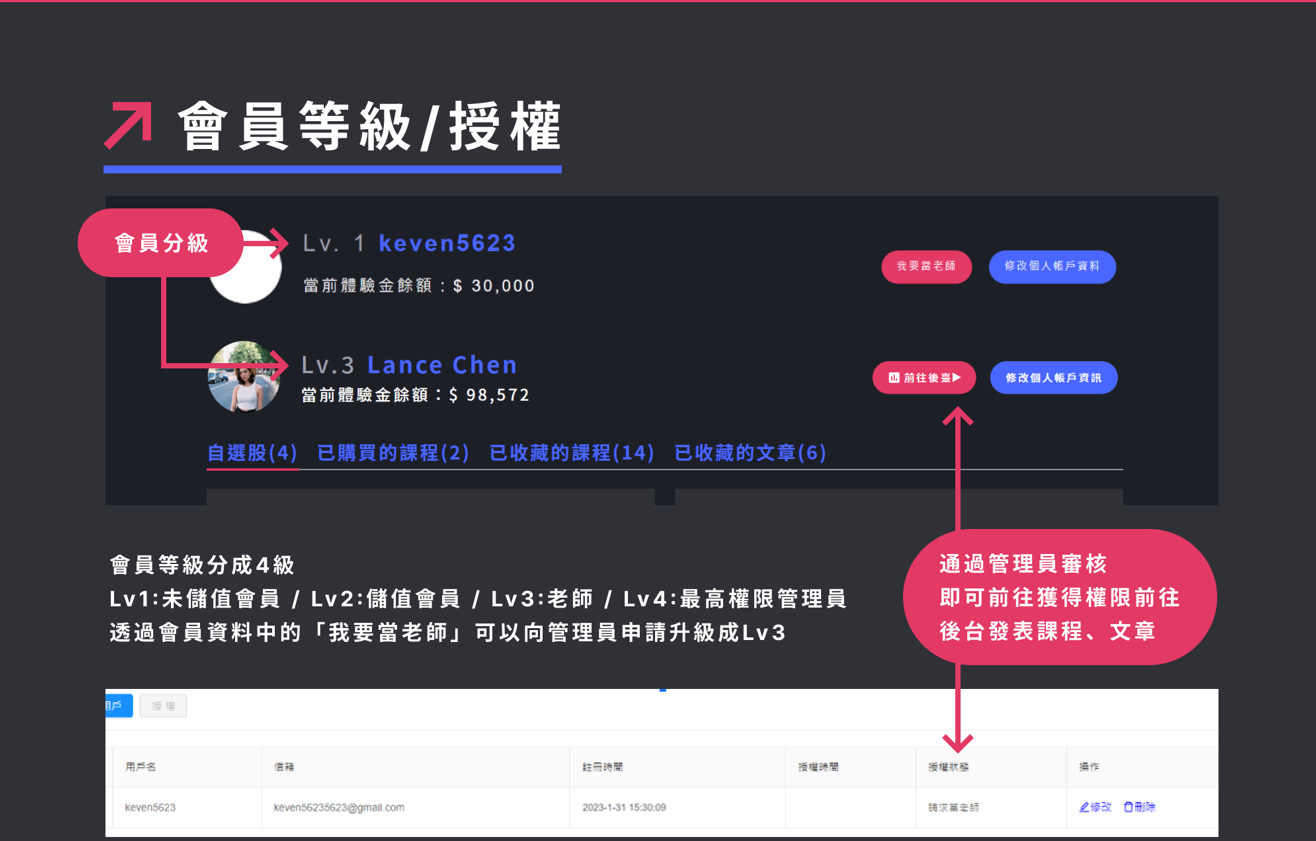 會員等級/授權
會員分級
Lv. 1 keven5623
當前體驗金餘額：$ 30,000
我要當老師
修改個人帳戶資料
Lv.3 Lance Chen
當前體驗金餘額：$ 98,572
前往後臺
修改個人帳戶資訊
自選股(4) 已購買的課程(2) 已收藏的課程(14) 已收藏的文章(6)
會員等級分成4級
Lv1:未儲值會員 / Lv2:儲值會員 / Lv3:老師 / Lv4:最高權限管理員
透過會員資料中的「我要當老師」可以向管理員申請升級成Lv3
通過管理員審核
即可前往獲得權限前往
後台發表課程、文章
用戶 授權
用戶名 信箱 註冊時間 授權時間 授權狀態 操作
keven5623 keven56235623@gmail.com 2023-1-31 15:30:09 請求當老師 修改 刪除